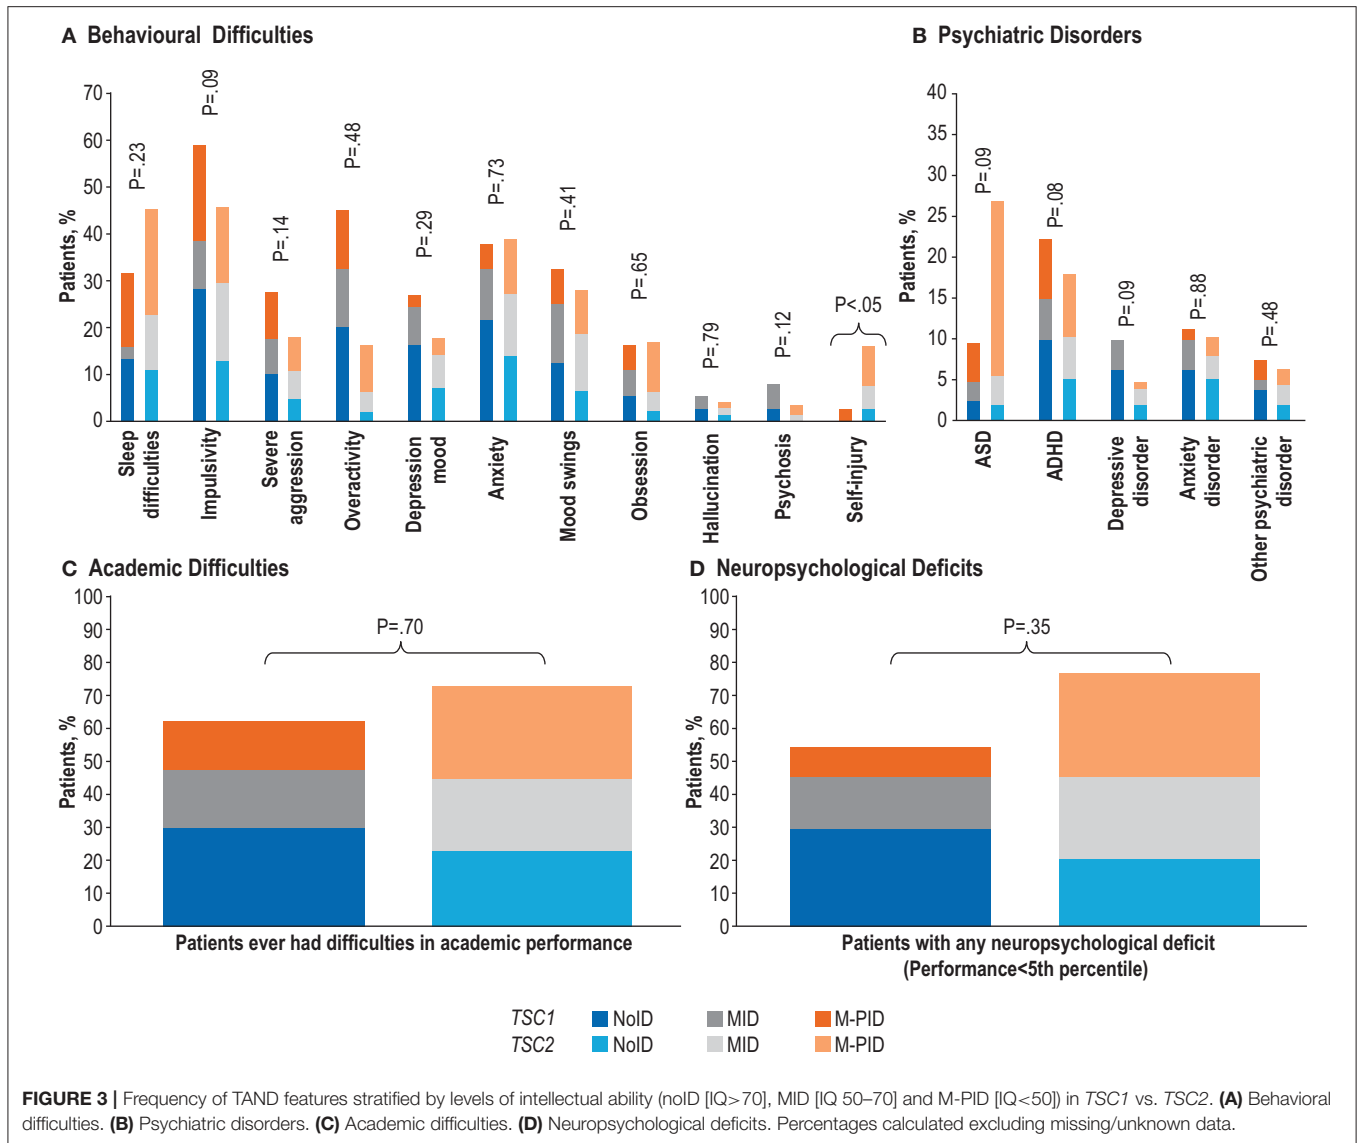 A Behavioural Difficulties
70
60
50
40
30
20
10
0
Patients, %
P=.23
P=.09
P=.14
P=.48
P=.29
P=.73
P=.41
P=.65
P=.79
P=.12
P<.05
Sleep
difficulties
Impulsivity
Severe
aggression
Overactivity
Depression
mood
Anxiety
Mood swings
Obsession
Hallucination
Psychosis
Self-injury
B Psychiatric Disorders
40
35
30
25
20
15
10
5
0
Patients, %
P=.09
P=.08
P=.09
P=.88
P=.48
ASD
ADHD
Depressive
disorder
Anxiety
disorder
Other psychiatric
disorder
C Academic Difficulties
100
90
80
70
60
50
40
30
20
10
0
Patients, %
P=.70
Patients ever had difficulties in academic performance
D Neuropsychological Deficits
100
90
80
70
60
50
40
30
20
10
0
Patients, %
P=.35
Patients with any neuropsychological deficit
(Performance<5th percentile)
TSC1 NoID MID M-PID
TSC2 NoID MID M-PID
FIGURE 3 | Frequency of TAND features stratified by levels of intellectual ability (noID [IQ>70], MID [IQ 50–70] and M-PID [IQ<50]) in TSC1 vs. TSC2. (A) Behavioral
difficulties. (B) Psychiatric disorders. (C) Academic difficulties. (D) Neuropsychological deficits. Percentages calculated excluding missing/unknown data.